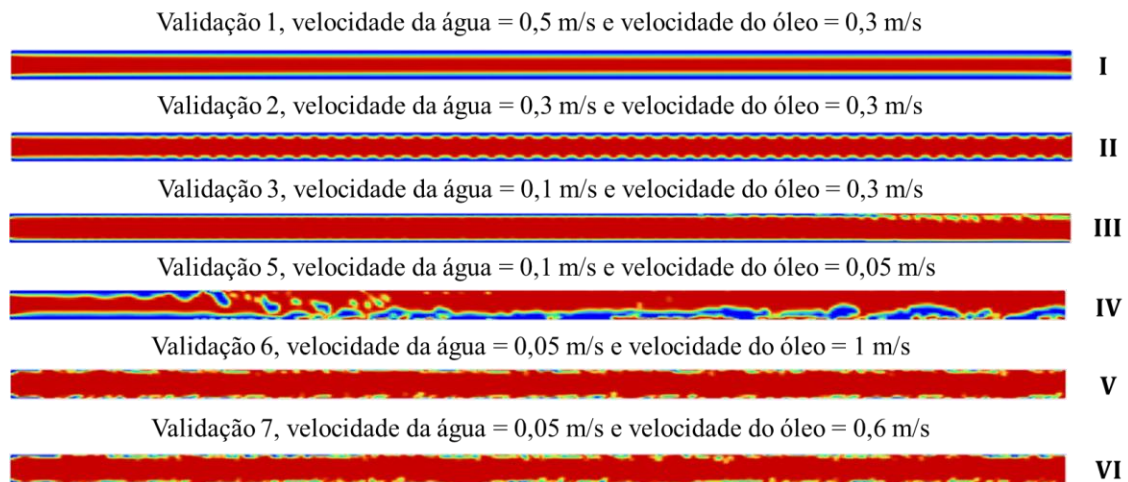 Validação 1, velocidade da água = 0,5 m/s e velocidade do óleo = 0,3 m/s
I
Validação 2, velocidade da água = 0,3 m/s e velocidade do óleo = 0,3 m/s
II
Validação 3, velocidade da água = 0,1 m/s e velocidade do óleo = 0,3 m/s
III
Validação 5, velocidade da água = 0,1 m/s e velocidade do óleo = 0,05 m/s
IV
Validação 6, velocidade da água = 0,05 m/s e velocidade do óleo = 1 m/s
V
Validação 7, velocidade da água = 0,05 m/s e velocidade do óleo = 0,6 m/s
VI